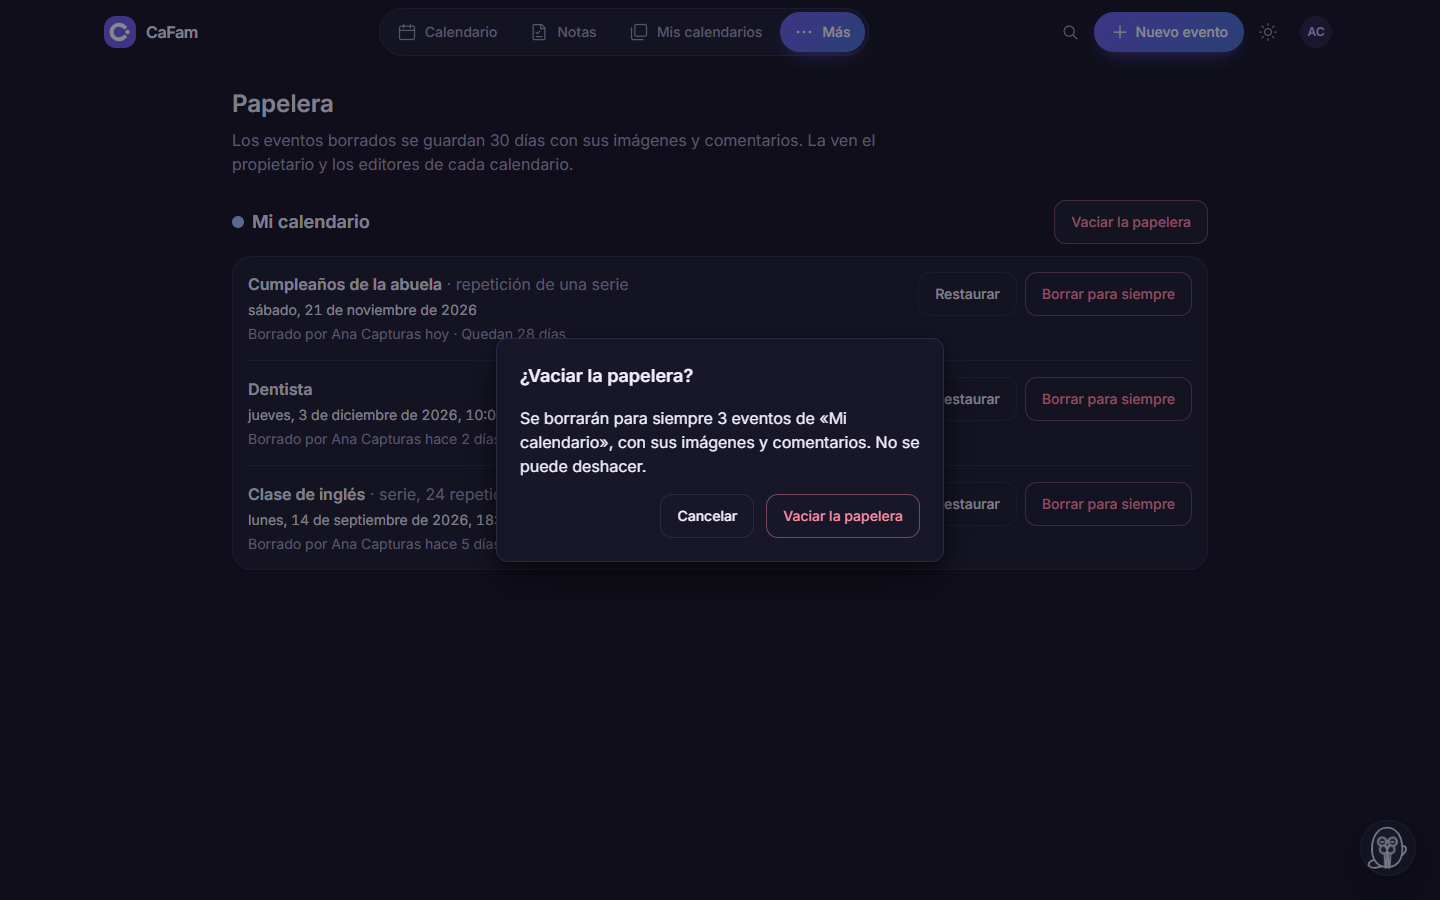 CaFam
Calendario
Notas
Mis calendarios
Más
Nuevo evento
AC
Papelera
Los eventos borrados se guardan 30 días con sus imágenes y comentarios. La ven el
propietario y los editores de cada calendario.
Mi calendario
Vaciar la papelera
Cumpleaños de la abuela · repetición de una serie
sábado, 21 de noviembre de 2026
Borrado por Ana Capturas hoy · Quedan 28 días
Restaurar
Borrar para siempre
Dentista
jueves, 3 de diciembre de 2026, 10:0
Borrado por Ana Capturas hace 2 días
estaurar
Borrar para siempre
Clase de inglés · serie, 24 repetic
lunes, 14 de septiembre de 2026, 18:
Borrado por Ana Capturas hace 5 días
estaurar
Borrar para siempre
¿Vaciar la papelera?
Se borrarán para siempre 3 eventos de «Mi
calendario», con sus imágenes y comentarios. No se
puede deshacer.
Cancelar
Vaciar la papelera